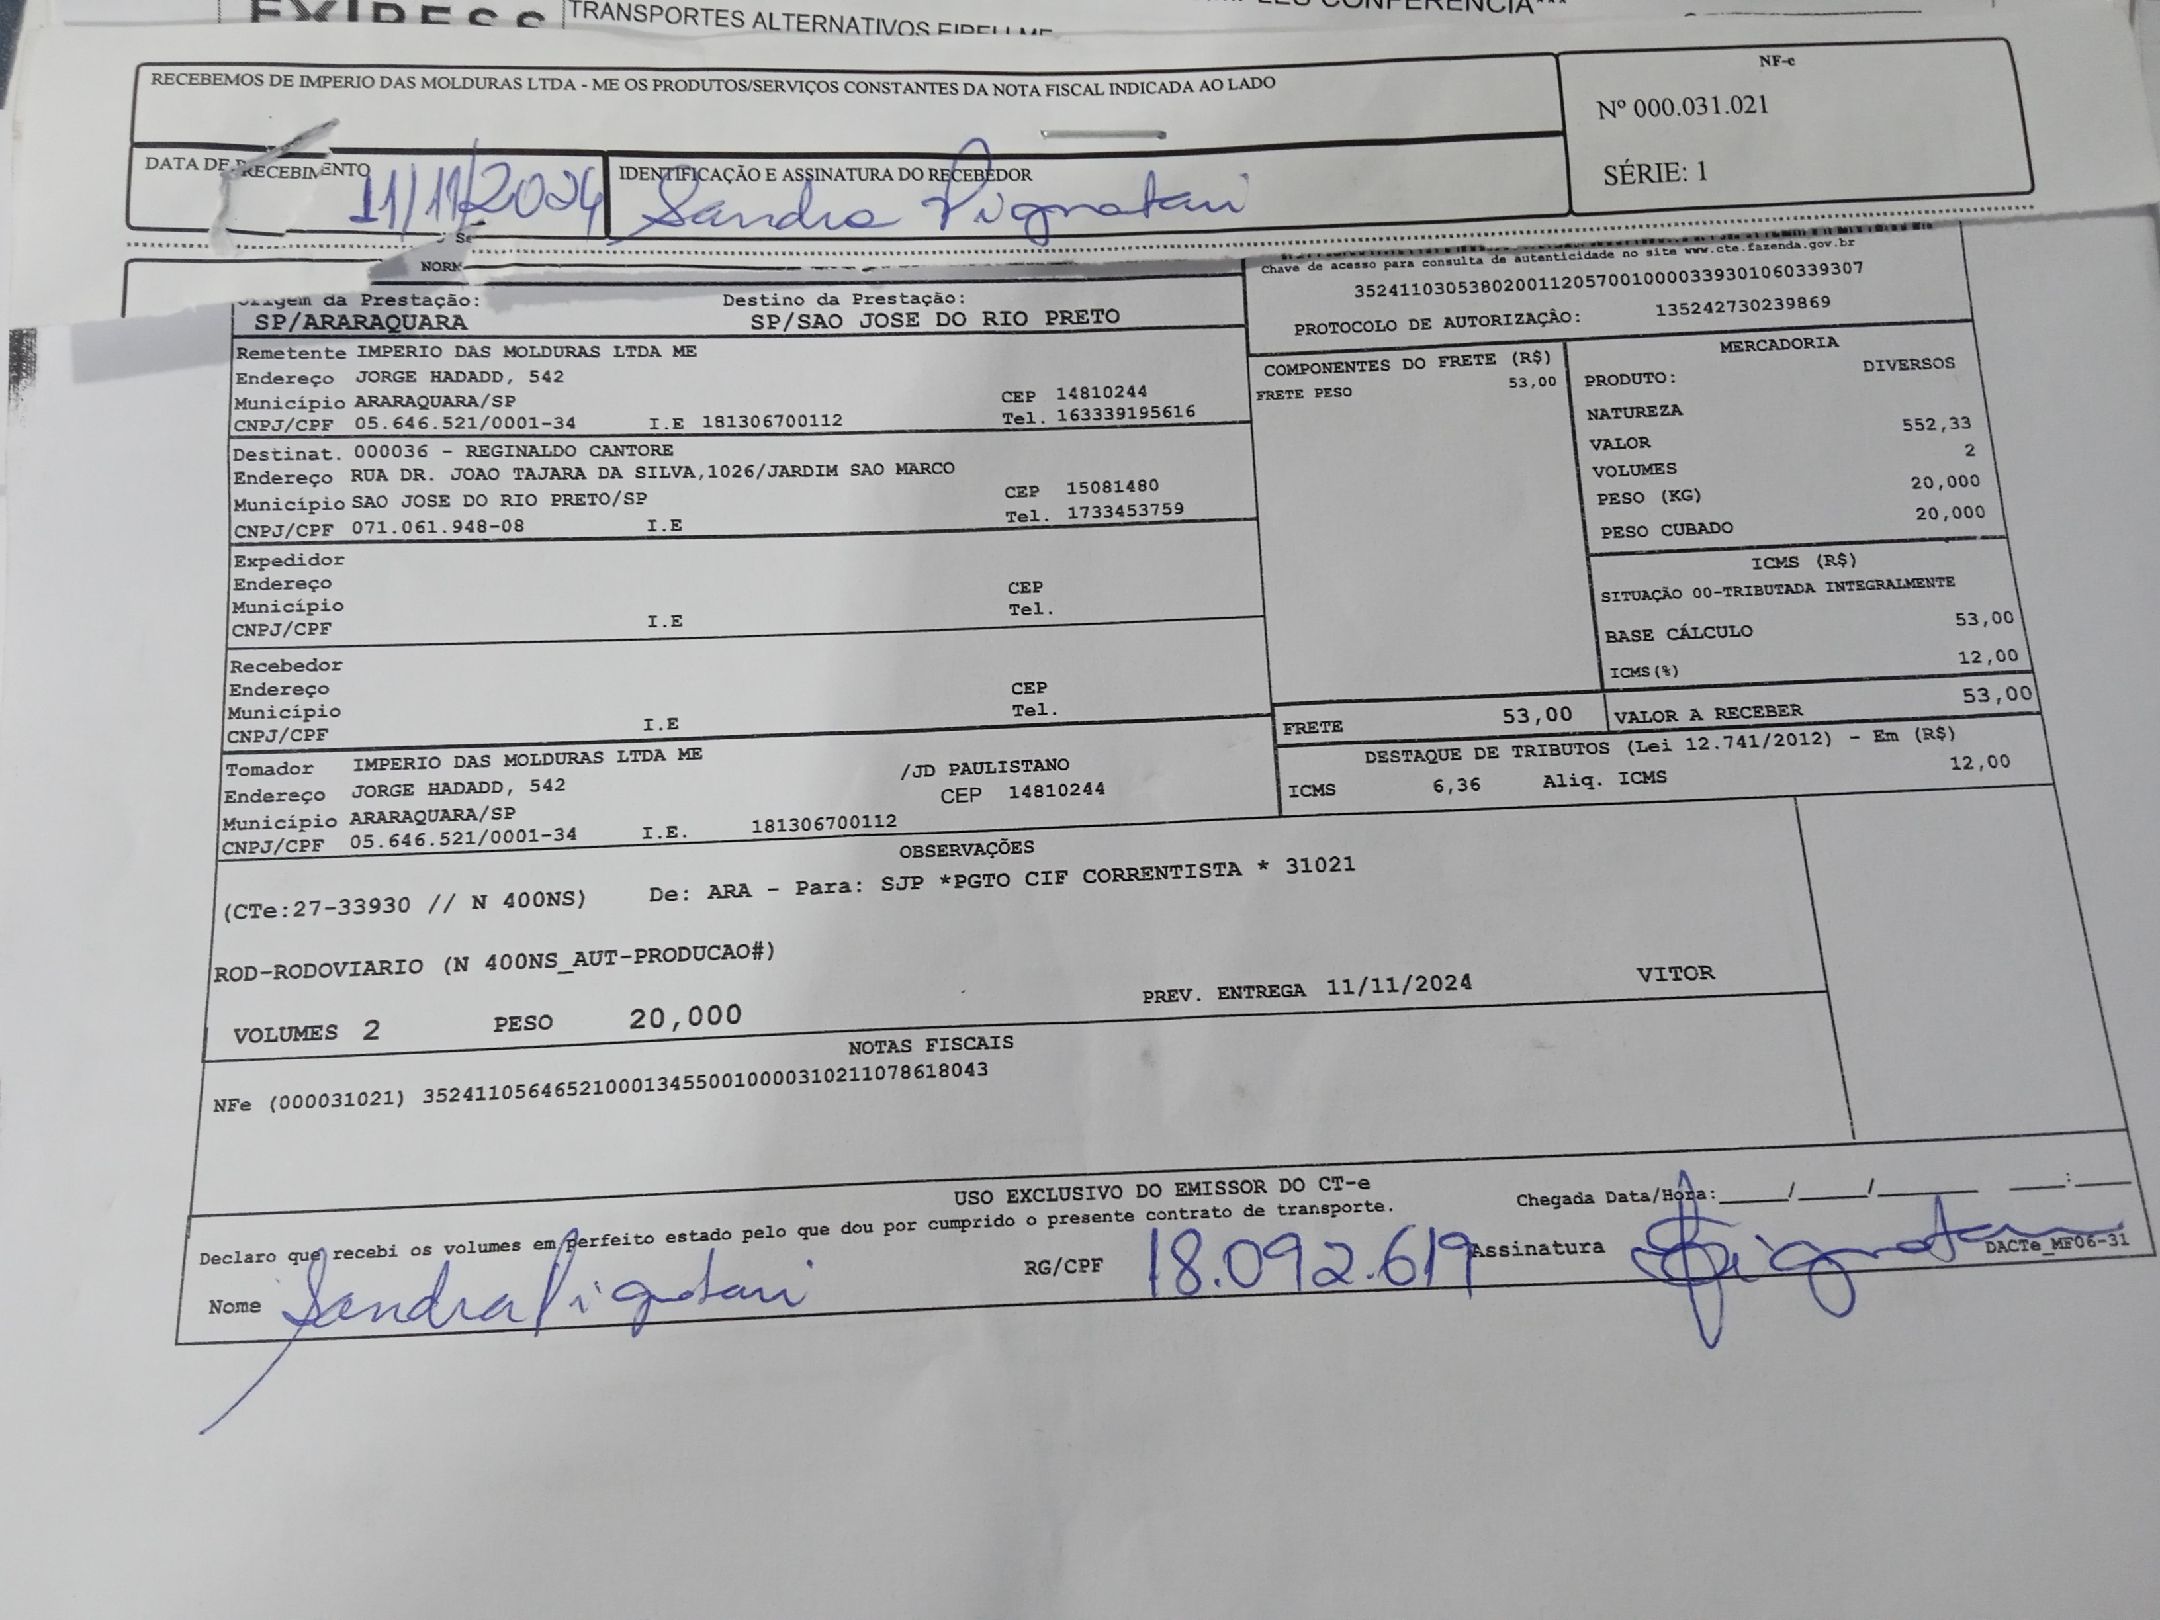 EXPRESS
TRANSPORTES ALTERNATIVOS EIRELI ME
CONFERÊNCIA***
RECEBEMOS DE IMPERIO DAS MOLDURAS LTDA - ME OS PRODUTOS/SERVIÇOS CONSTANTES DA NOTA FISCAL INDICADA AO LADO
NF-e
Nº 000.031.021
SÉRIE: 1
DATA DE RECEBIMENTO
11/11/2024
IDENTIFICAÇÃO E ASSINATURA DO RECEBEDOR
Sandra Pignatari
NORM
Chave de acesso para consulta de autenticidade no site www.cte.fazenda.gov.br
35241103053802001120570010000339301060339307
PROTOCOLO DE AUTORIZAÇÂO: 135242730239869
Origem da Prestação: Destino da Prestação:
SP/ARARAQUARA SP/SAO JOSE DO RIO PRETO
Remetente IMPERIO DAS MOLDURAS LTDA ME
Endereço JORGE HADADD, 542
Município ARARAQUARA/SP CEP 14810244
CNPJ/CPF 05.646.521/0001-34 I.E 181306700112 Tel. 163339195616
Destinat. 000036 - REGINALDO CANTORE
Endereço RUA DR. JOAO TAJARA DA SILVA,1026/JARDIM SAO MARCO
Município SAO JOSE DO RIO PRETO/SP CEP 15081480
CNPJ/CPF 071.061.948-08 I.E Tel. 1733453759
Expedidor
Endereço CEP
Município Tel.
CNPJ/CPF I.E
Recebedor
Endereço CEP
Município Tel.
CNPJ/CPF I.E
Tomador IMPERIO DAS MOLDURAS LTDA ME
Endereço JORGE HADADD, 542 /JD PAULISTANO
Município ARARAQUARA/SP CEP 14810244
CNPJ/CPF 05.646.521/0001-34 I.E. 181306700112
COMPONENTES DO FRETE (R$)
FRETE PESO 53,00
MERCADORIA
PRODUTO: DIVERSOS
NATUREZA
VALOR 552,33
VOLUMES 2
PESO (KG) 20,000
PESO CUBADO 20,000
ICMS (R$)
SITUAÇÃO 00-TRIBUTADA INTEGRALMENTE
BASE CÁLCULO 53,00
ICMS(%) 12,00
FRETE 53,00 VALOR A RECEBER 53,00
DESTAQUE DE TRIBUTOS (Lei 12.741/2012) - Em (R$)
ICMS 6,36 Aliq. ICMS 12,00
OBSERVAÇÕES
(CTe:27-33930 // N 400NS) De: ARA - Para: SJP *PGTO CIF CORRENTISTA * 31021
ROD-RODOVIARIO (N 400NS_AUT-PRODUCAO#)
VOLUMES 2 PESO 20,000 PREV. ENTREGA 11/11/2024 VITOR
NOTAS FISCAIS
NFe (000031021) 35241105646521000134550010000310211078618043
USO EXCLUSIVO DO EMISSOR DO CT-e
Declaro que recebi os volumes em perfeito estado pelo que dou por cumprido o presente contrato de transporte. Chegada Data/Hora:_____/_____/_______ ____:____
Nome Sandra Pignatari RG/CPF 18.092.619 Assinatura Pignatari
DACTe_MF06-31